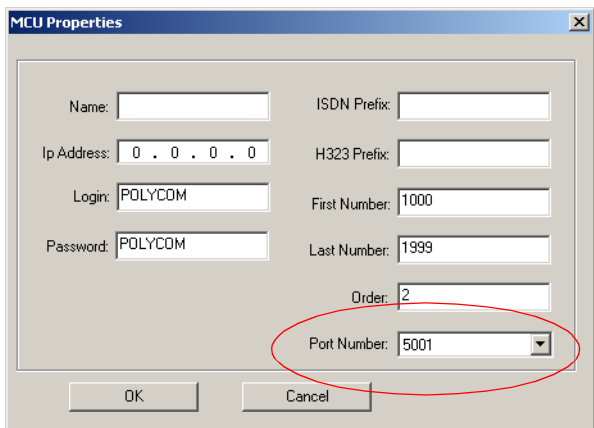 MCU Properties
Name:
Ip Address: 0 . 0 . 0 . 0
Login: POLYCOM
Password: POLYCOM
ISDN Prefix:
H323 Prefix:
First Number: 1000
Last Number: 1999
Order: 2
Port Number: 5001
OK
Cancel